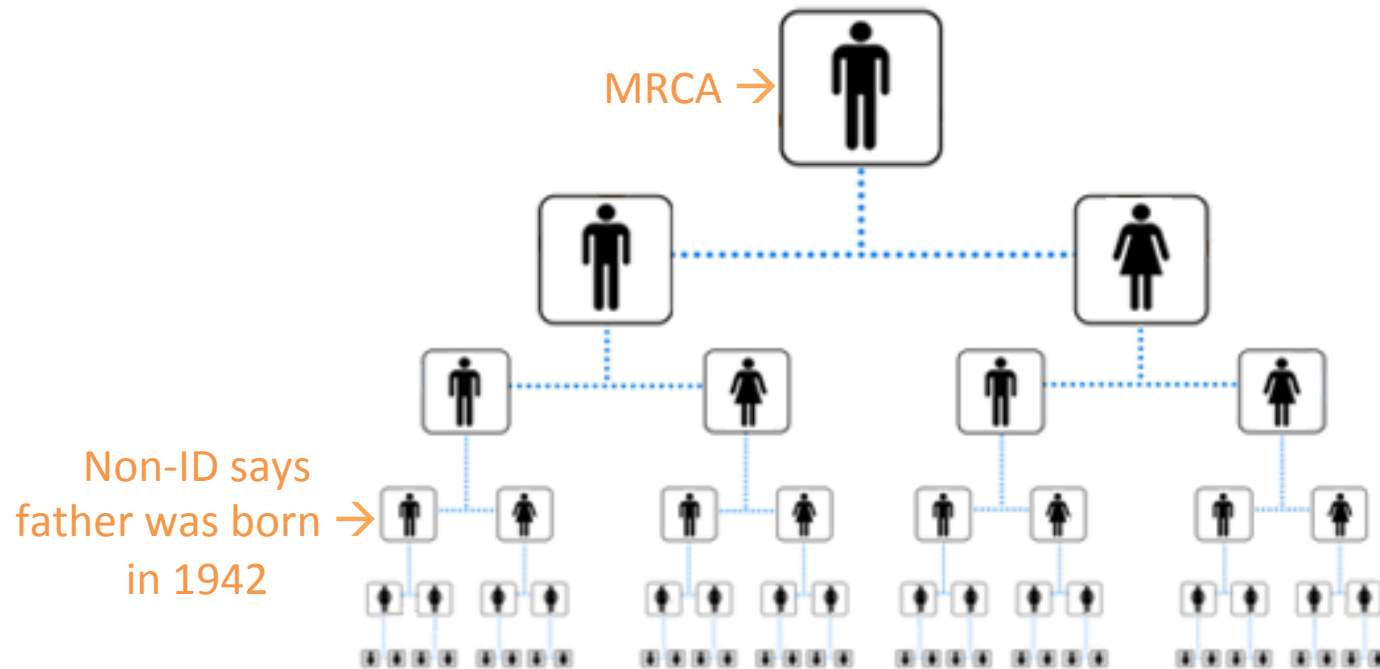 MRCA →
Non-ID says
father was born →
in 1942